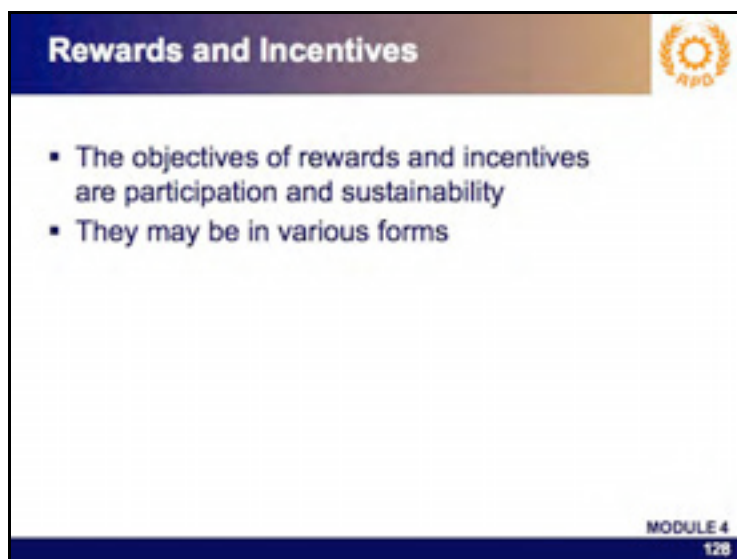 Rewards and Incentives
APO
▪ The objectives of rewards and incentives
are participation and sustainability
▪ They may be in various forms
MODULE 4
128